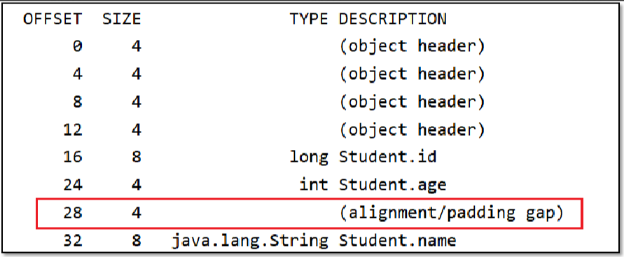 OFFSET SIZE TYPE DESCRIPTION
0 4 (object header)
4 4 (object header)
8 4 (object header)
12 4 (object header)
16 8 long Student.id
24 4 int Student.age
28 4 (alignment/padding gap)
32 8 java.lang.String Student.name